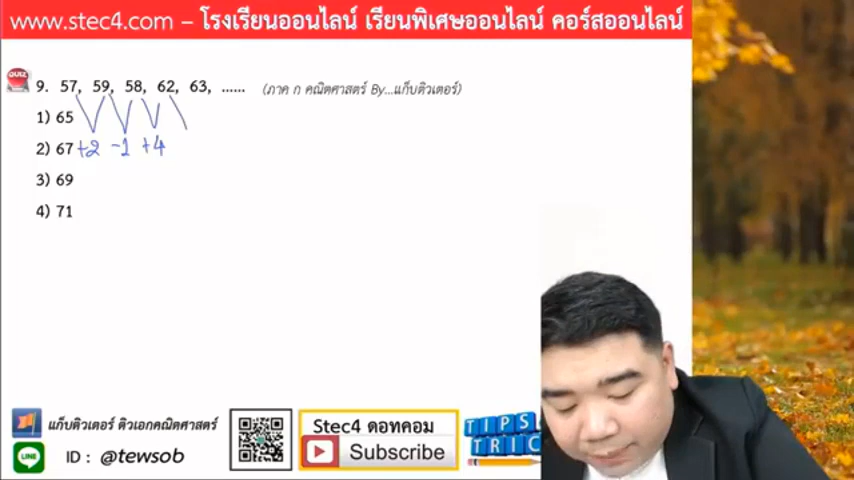 www.stec4.com – โรงเรียนออนไลน์ เรียนพิเศษออนไลน์ คอร์สออนไลน์
QUIZ
9. 57, 59, 58, 62, 63, ...... (ภาค ก คณิตศาสตร์ By...แก็บติวเตอร์)
1) 65
2) 67 +2 -1 +4
3) 69
4) 71
แก็บติวเตอร์ ติวเอกคณิตศาสตร์
LINE ID : @tewsob
Stec4 ดอทคอม
Subscribe
TIPS
TRIC